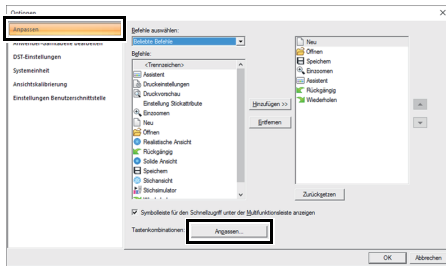 Optionen
Anpassen
Anwender-Garntabelle bearbeiten
DST-Einstellungen
Systemeinheit
Ansichtskalibrierung
Einstellungen Benutzerschnittstelle
Befehle auswählen:
Beliebte Befehle
Befehle:
<Trennzeichen>
Assistent
Druckeinstellungen
Druckvorschau
Einstellung Stickattribute
Einzoomen
Neu
Öffnen
Realistische Ansicht
Rückgängig
Solide Ansicht
Speichern
Stichansicht
Stichsimulator
Wiederholen
Hinzufügen >>
Entfernen
Neu
Öffnen
Speichern
Einzoomen
Assistent
Rückgängig
Wiederholen
Zurücksetzen
Symbolleiste für den Schnellzugriff unter der Multifunktionsleiste anzeigen
Tastenkombinationen:
Anpassen...
OK
Abbrechen